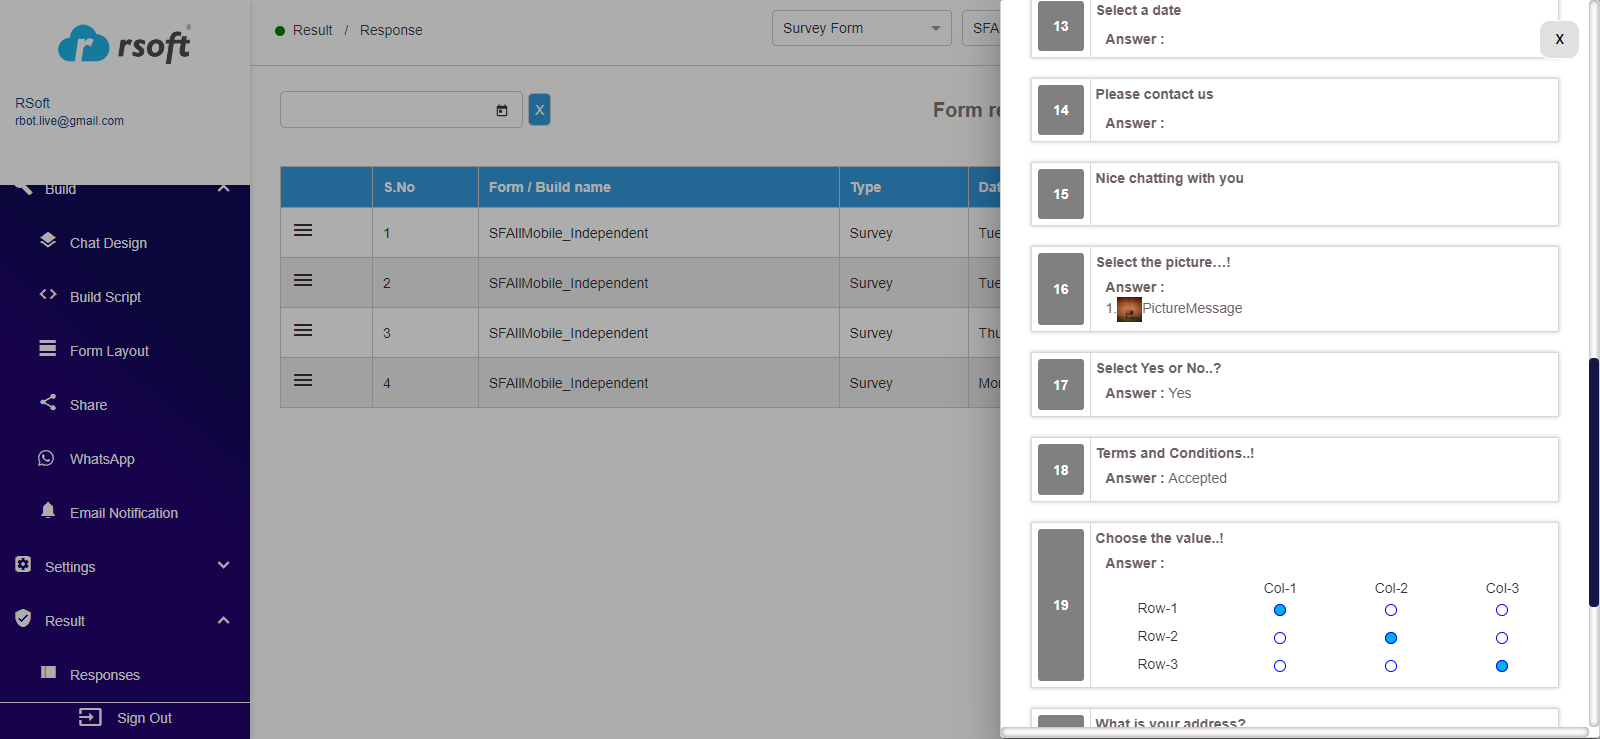 rsoft
RSoft
rbot.live@gmail.com
Build
Chat Design
Build Script
Form Layout
Share
WhatsApp
Email Notification
Settings
Result
Responses
Sign Out
Result / Response
Survey Form
SFA
X
Form re
S.No Form / Build name Type Dat
1 SFAllMobile_Independent Survey Tue
2 SFAllMobile_Independent Survey Tue
3 SFAllMobile_Independent Survey Thu
4 SFAllMobile_Independent Survey Mon
X
13 Select a date
Answer :
14 Please contact us
Answer :
15 Nice chatting with you
16 Select the picture...!
Answer :
1. PictureMessage
17 Select Yes or No..?
Answer : Yes
18 Terms and Conditions..!
Answer : Accepted
19 Choose the value..!
Answer :
Col-1 Col-2 Col-3
Row-1
Row-2
Row-3
What is your address?